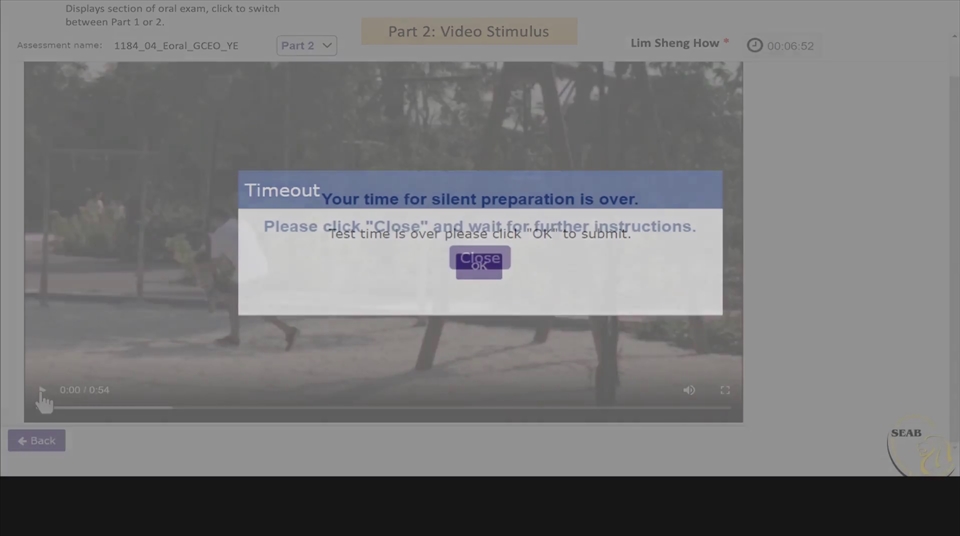 Displays section of oral exam, click to switch
between Part 1 or 2.
Part 2: Video Stimulus
Assessment name: 1184_04_Eoral_GCEO_YE
Part 2
Lim Sheng How *
00:06:52
Timeout
Your time for silent preparation is over.
Please click "Close" and wait for further instructions.
Test time is over please click "OK" to submit.
Close
OK
0:00 / 0:54
Back
SEAB